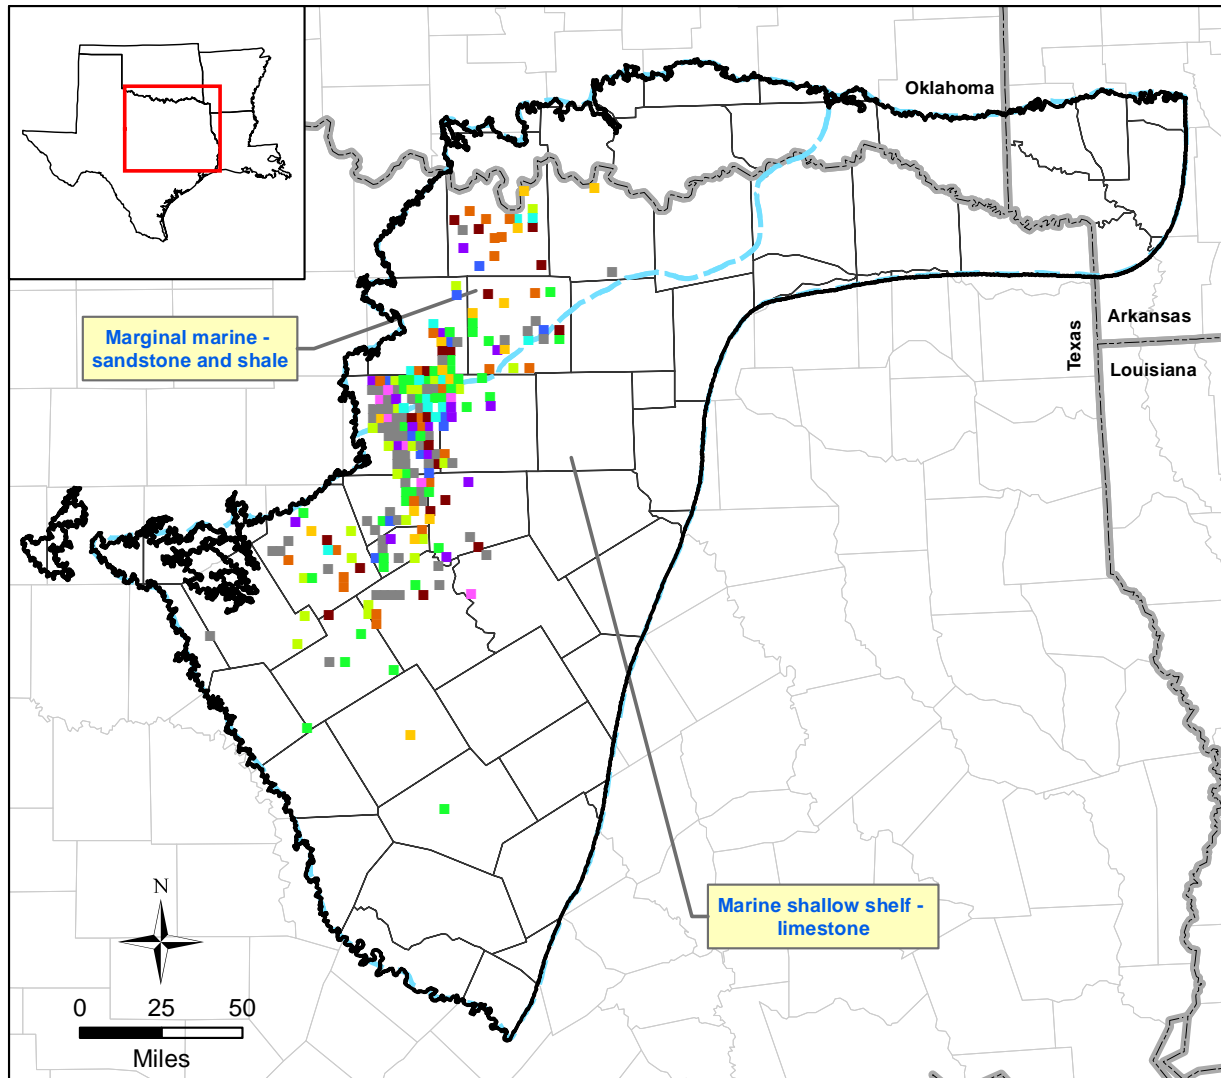 Oklahoma
Arkansas
Texas
Louisiana
Marginal marine -
sandstone and shale
Marine shallow shelf -
limestone
N
0 25 50
Miles